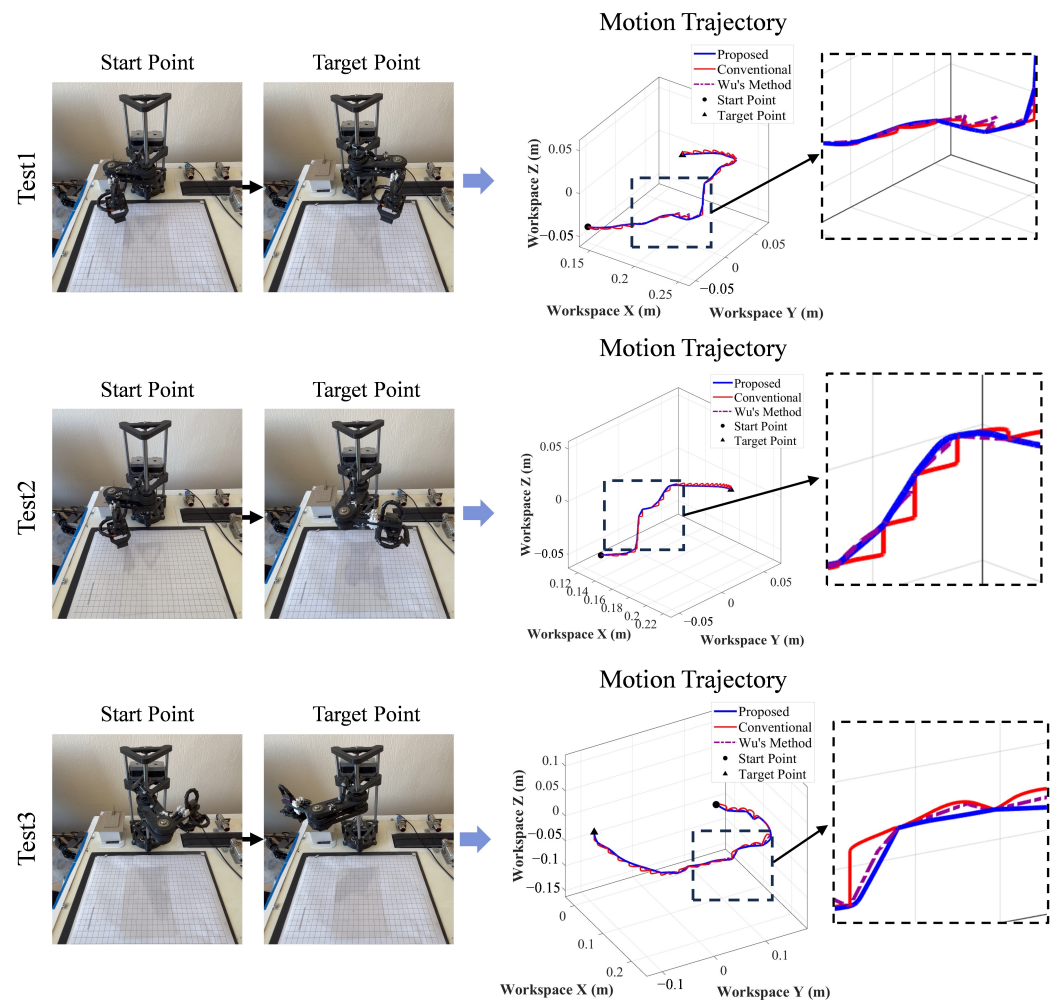 Motion Trajectory
Start Point
Target Point
Test1
Proposed
Conventional
Wu's Method
Start Point
Target Point
Workspace Z (m)
0.05
0
−0.05
0.15
0.2
0.25
Workspace X (m)
−0.05
0
0.05
Workspace Y (m)
Motion Trajectory
Start Point
Target Point
Test2
Proposed
Conventional
Wu's Method
Start Point
Target Point
Workspace Z (m)
0.05
0
−0.05
0.12
0.14
0.16
0.18
0.2
0.22
Workspace X (m)
−0.05
0
0.05
Workspace Y (m)
Motion Trajectory
Start Point
Target Point
Test3
Proposed
Conventional
Wu's Method
Start Point
Target Point
Workspace Z (m)
0.1
0.05
0
−0.05
−0.1
−0.15
0
0.1
0.2
Workspace X (m)
−0.1
0
0.1
Workspace Y (m)